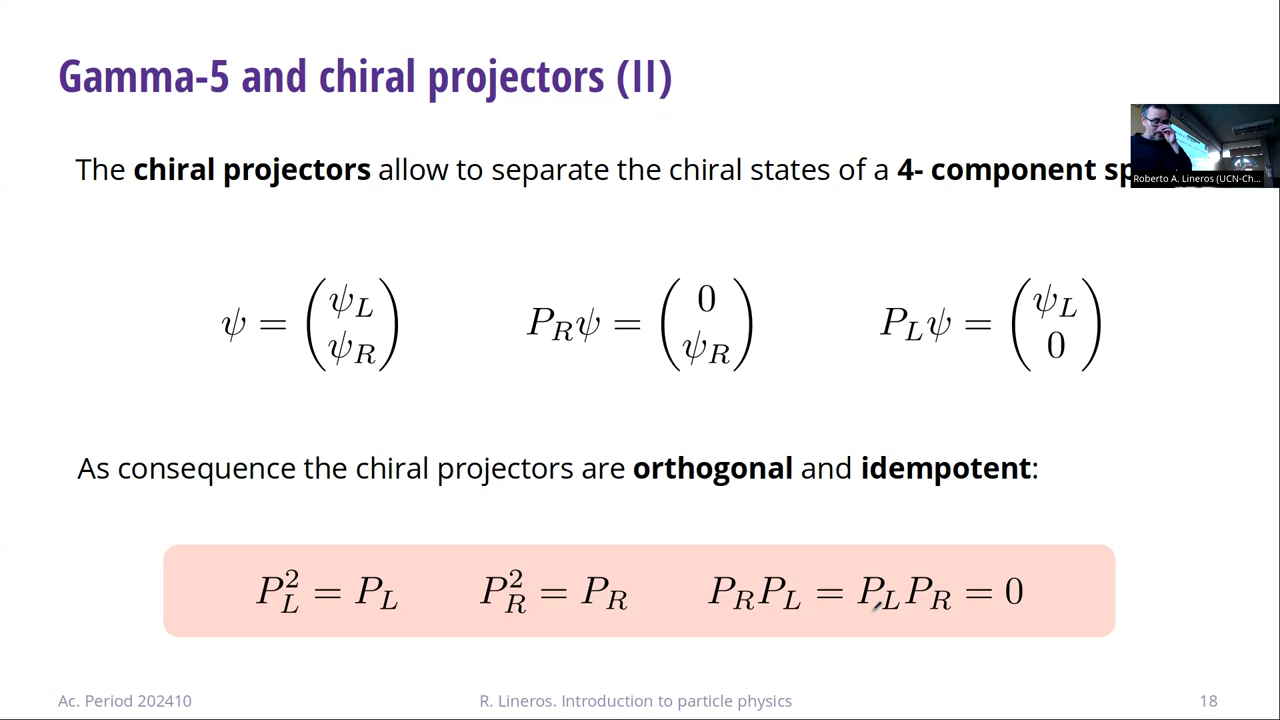 Gamma-5 and chiral projectors (II)
The chiral projectors allow to separate the chiral states of a 4- component sp
Roberto A. Lineros (UCN-Ch...
ψ = (ψ_L ψ_R) P_Rψ = (0 ψ_R) P_Lψ = (ψ_L 0)
As consequence the chiral projectors are orthogonal and idempotent:
P_L^2 = P_L P_R^2 = P_R P_R P_L = P_L P_R = 0
Ac. Period 202410 R. Lineros. Introduction to particle physics 18